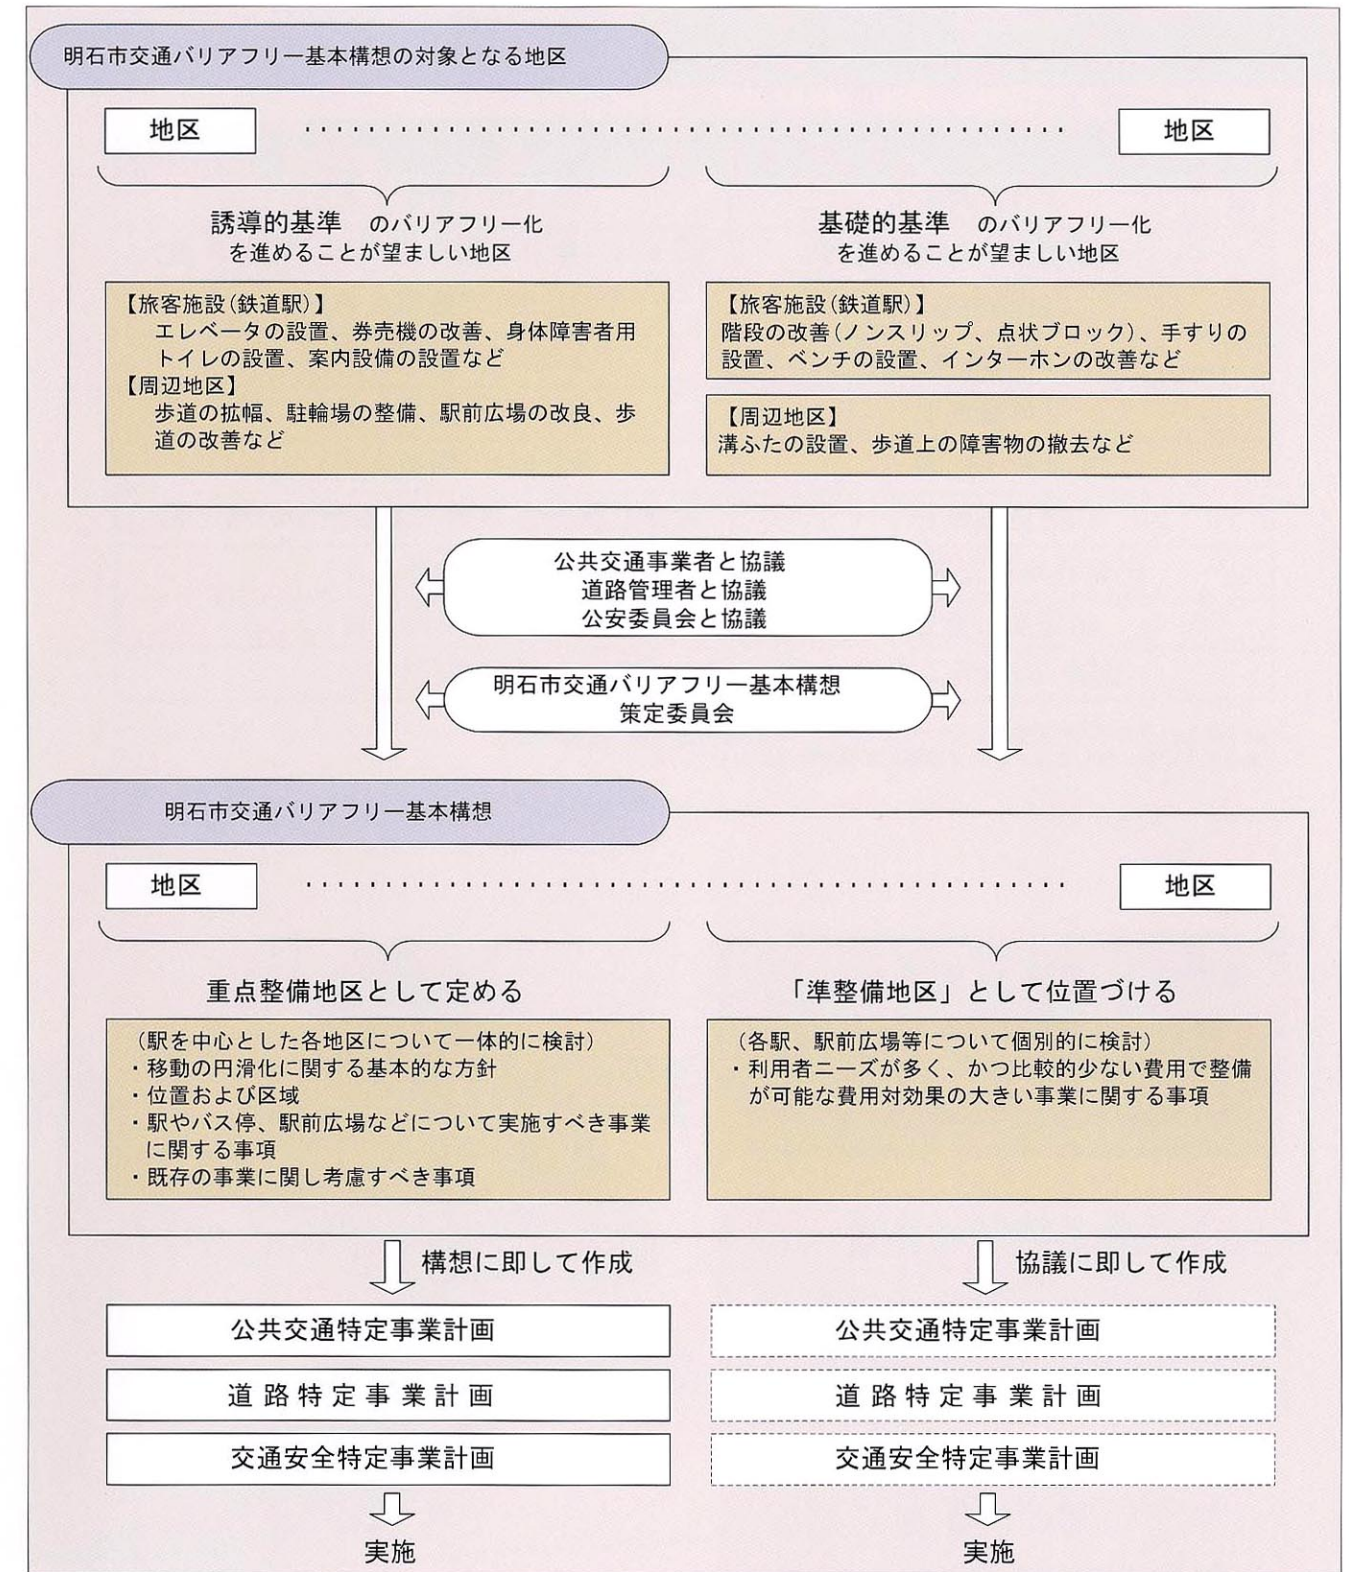 明石市交通バリアフリー基本構想の対象となる地区
地区
地区
誘導的基準　のバリアフリー化
を進めることが望ましい地区
【旅客施設(鉄道駅)】
エレベータの設置、券売機の改善、身体障害者用
トイレの設置、案内設備の設置など
【周辺地区】
歩道の拡幅、駐輪場の整備、駅前広場の改良、歩
道の改善など
基礎的基準　のバリアフリー化
を進めることが望ましい地区
【旅客施設(鉄道駅)】
階段の改善(ノンスリップ、点状ブロック)、手すりの
設置、ベンチの設置、インターホンの改善など
【周辺地区】
溝ふたの設置、歩道上の障害物の撤去など
公共交通事業者と協議
道路管理者と協議
公安委員会と協議
明石市交通バリアフリー基本構想
策定委員会
明石市交通バリアフリー基本構想
地区
地区
重点整備地区として定める
(駅を中心とした各地区について一体的に検討)
・移動の円滑化に関する基本的な方針
・位置および区域
・駅やバス停、駅前広場などについて実施すべき事業
に関する事項
・既存の事業に関し考慮すべき事項
「準整備地区」として位置づける
(各駅、駅前広場等について個別的に検討)
・利用者ニーズが多く、かつ比較的少ない費用で整備
が可能な費用対効果の大きい事業に関する事項
構想に即して作成
公共交通特定事業計画
道路特定事業計画
交通安全特定事業計画
実施
協議に即して作成
公共交通特定事業計画
道路特定事業計画
交通安全特定事業計画
実施